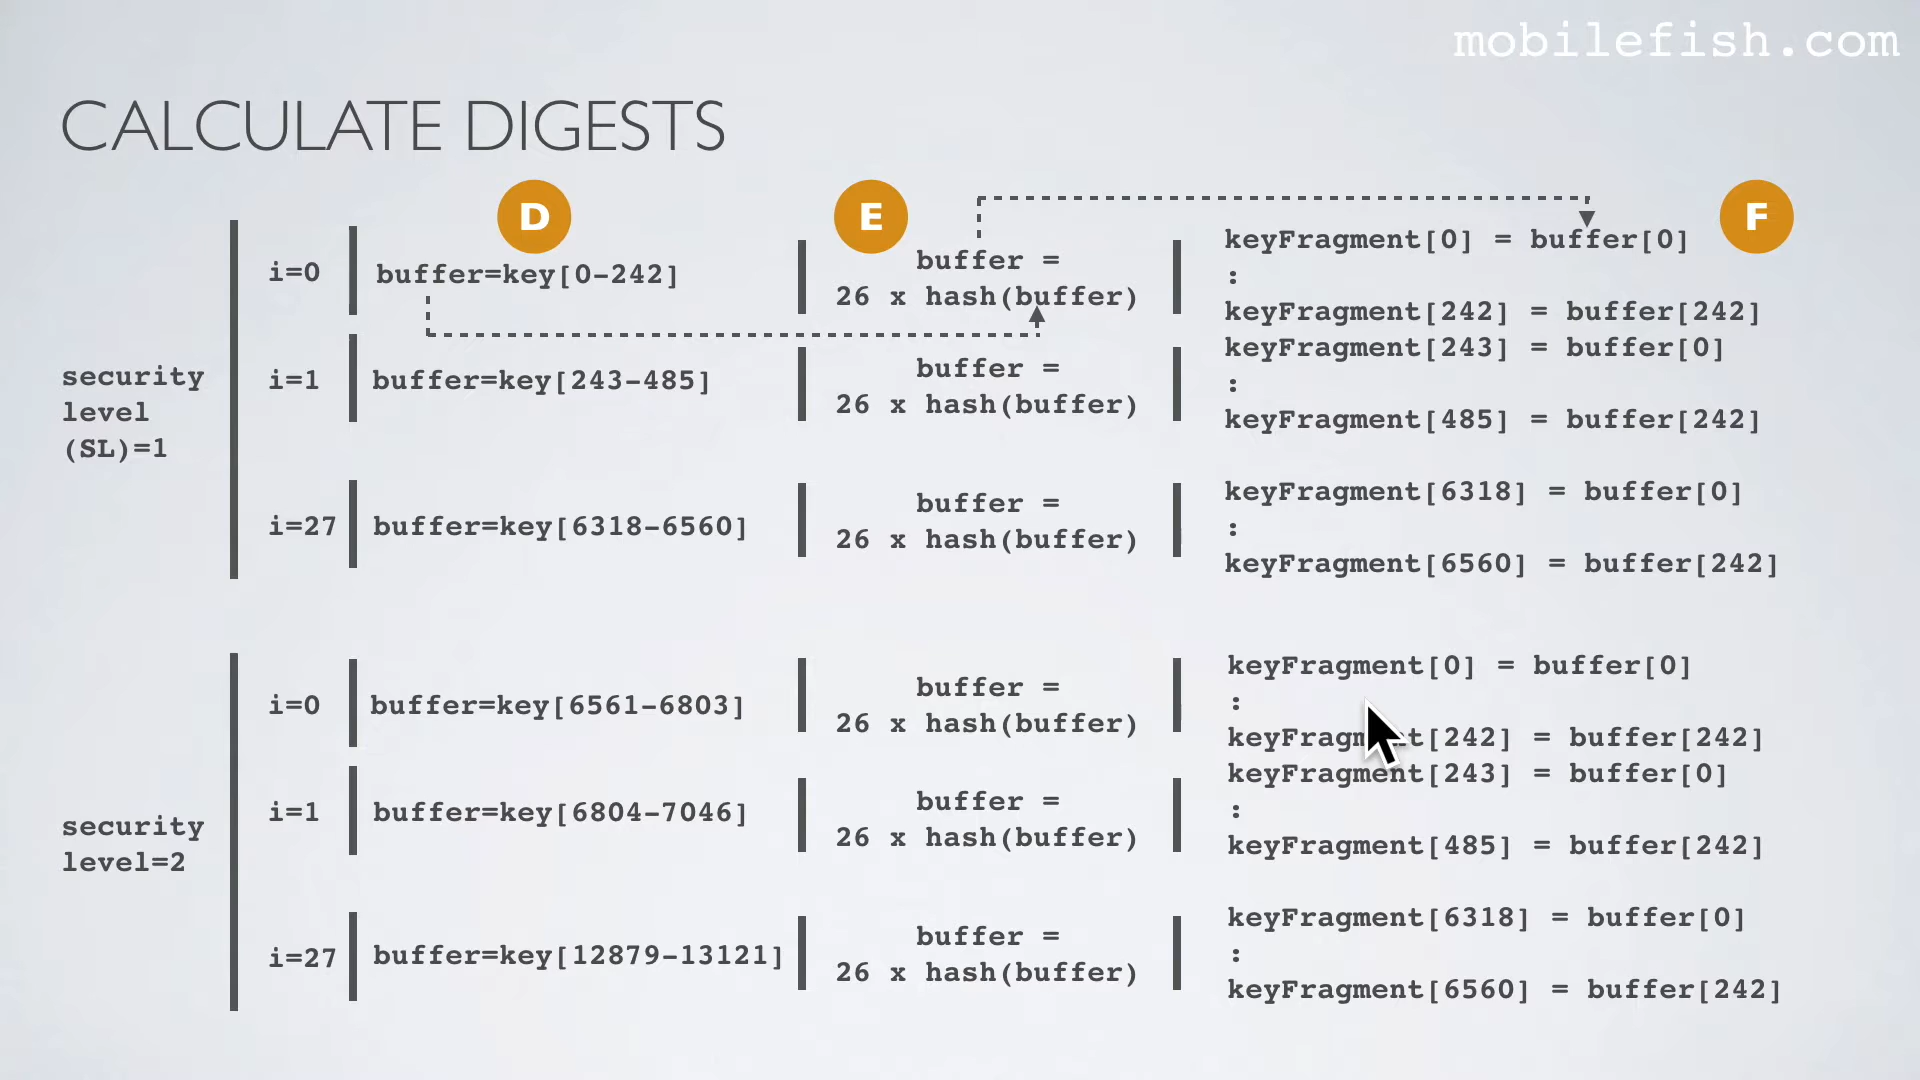 mobilefish.com
CALCULATE DIGESTS
D
E
F
security
level
(SL)=1
i=0
buffer=key[0-242]
buffer =
26 x hash(buffer)
keyFragment[0] = buffer[0]
:
keyFragment[242] = buffer[242]
i=1
buffer=key[243-485]
buffer =
26 x hash(buffer)
keyFragment[243] = buffer[0]
:
keyFragment[485] = buffer[242]
i=27
buffer=key[6318-6560]
buffer =
26 x hash(buffer)
keyFragment[6318] = buffer[0]
:
keyFragment[6560] = buffer[242]
security
level=2
i=0
buffer=key[6561-6803]
buffer =
26 x hash(buffer)
keyFragment[0] = buffer[0]
:
keyFragment[242] = buffer[242]
i=1
buffer=key[6804-7046]
buffer =
26 x hash(buffer)
keyFragment[243] = buffer[0]
:
keyFragment[485] = buffer[242]
i=27
buffer=key[12879-13121]
buffer =
26 x hash(buffer)
keyFragment[6318] = buffer[0]
:
keyFragment[6560] = buffer[242]